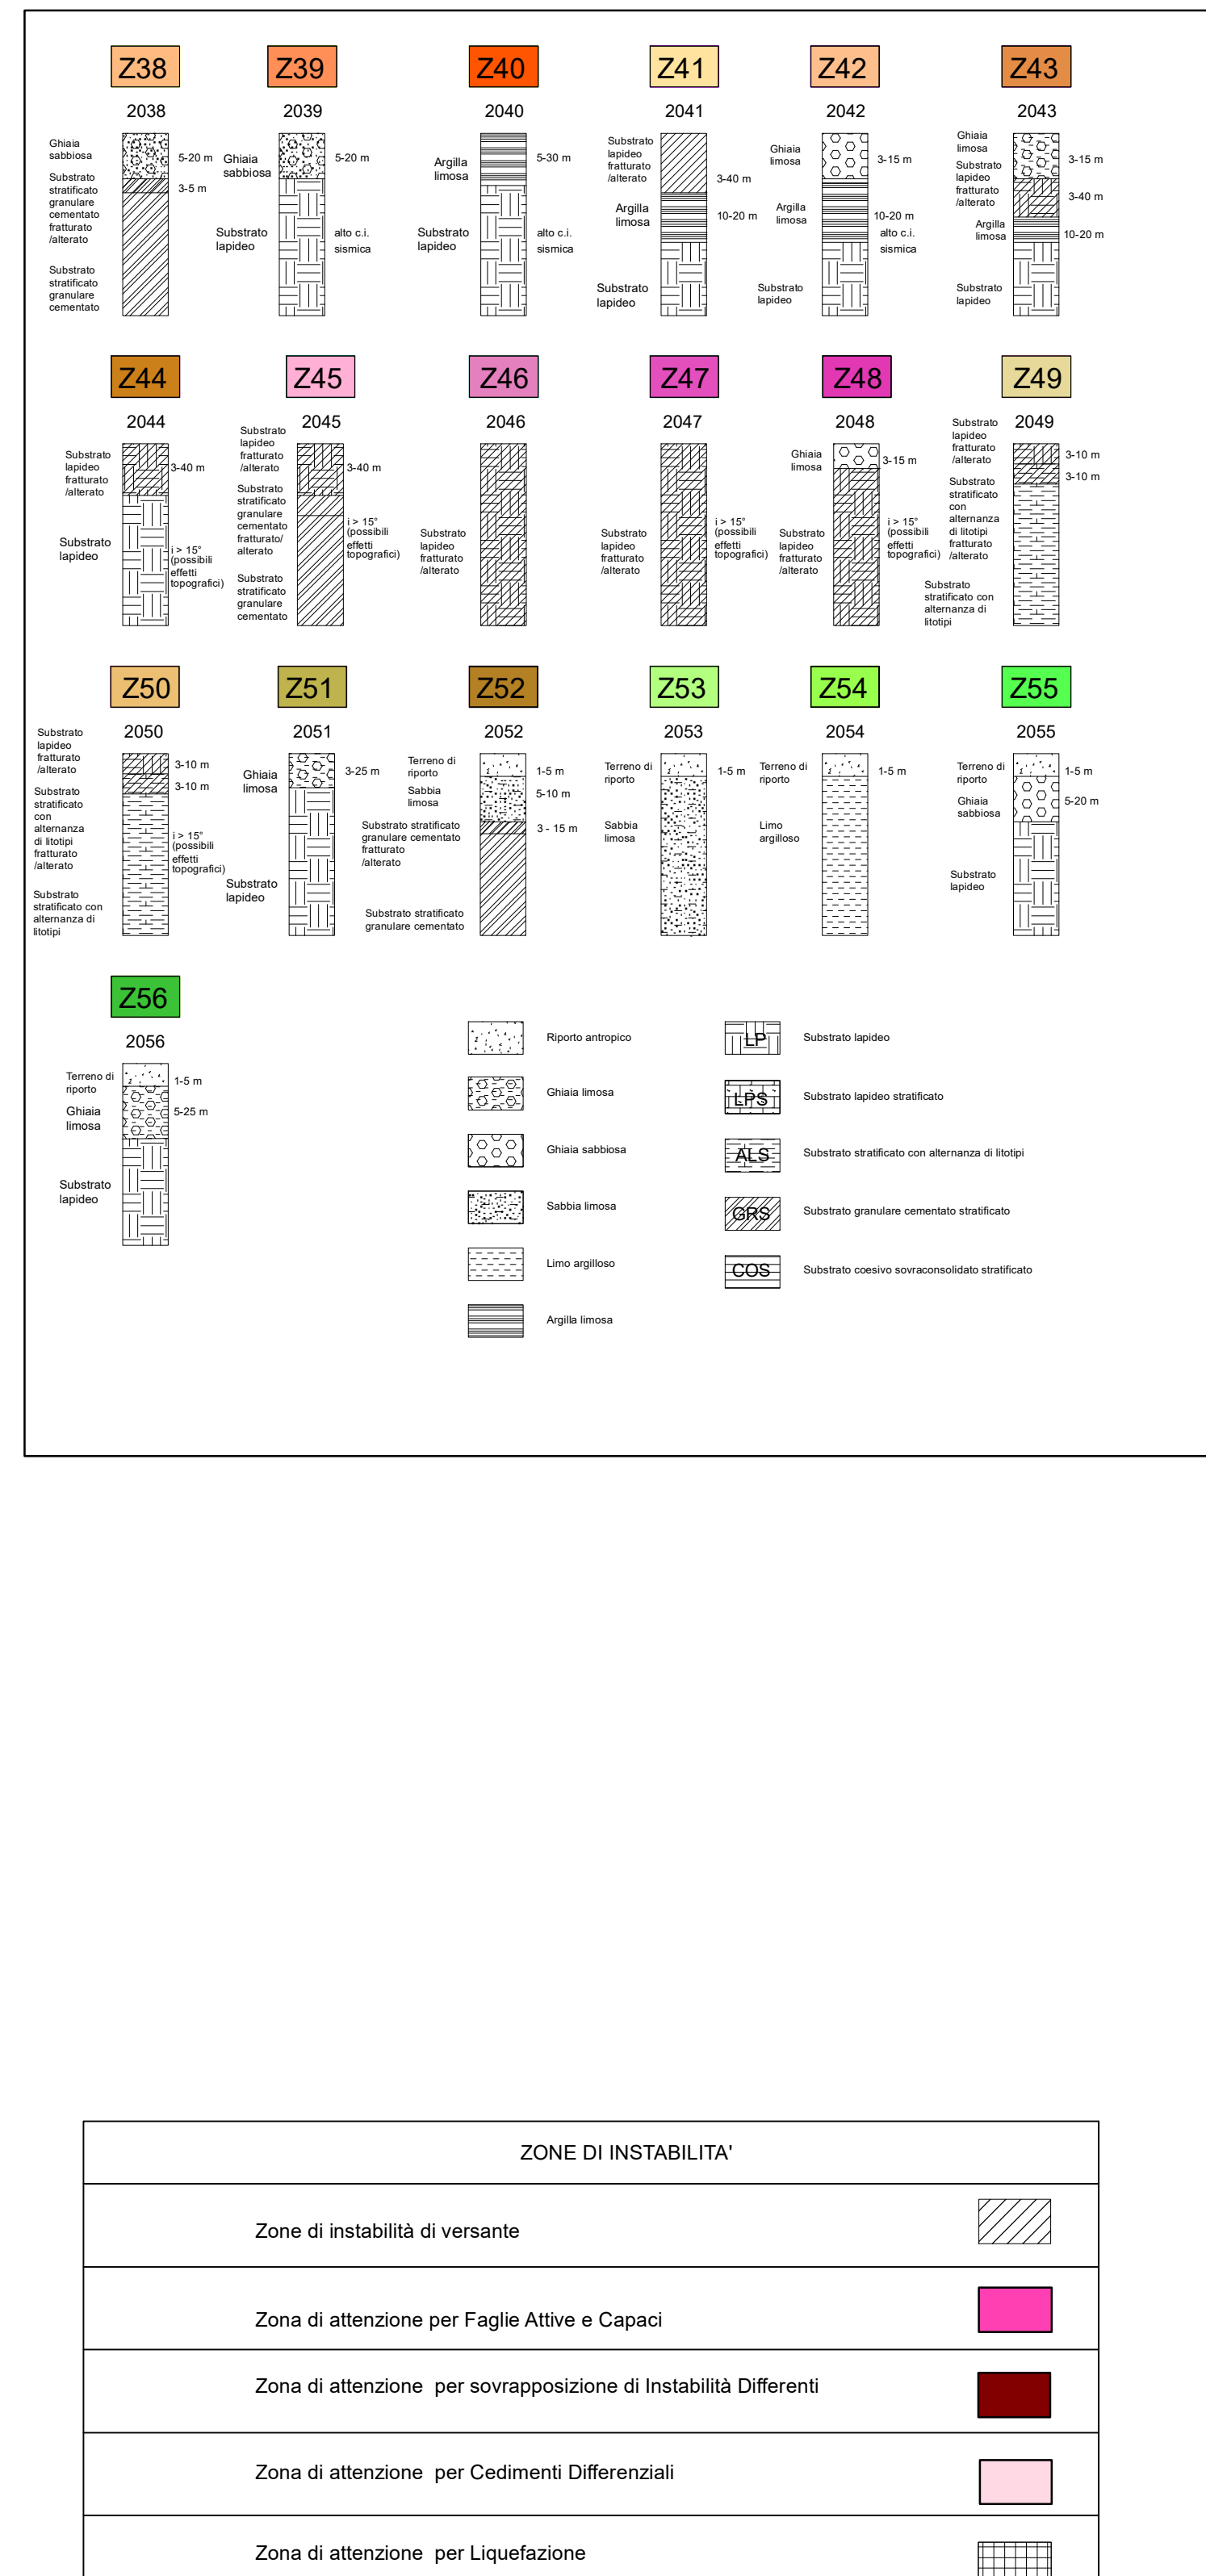 Z38
2038
Ghiaia
sabbiosa
5-20 m
Substrato
stratificato
granulare
cementato
fratturato
/alterato
3-5 m
Substrato
stratificato
granulare
cementato
Z39
2039
Ghiaia
sabbiosa
5-20 m
Substrato
lapideo
alto c.i.
sismica
Z40
2040
Argilla
limosa
5-30 m
Substrato
lapideo
alto c.i.
sismica
Z41
2041
Substrato
lapideo
fratturato
/alterato
3-40 m
Argilla
limosa
10-20 m
Substrato
lapideo
Z42
2042
Ghiaia
limosa
3-15 m
Argilla
limosa
10-20 m
alto c.i.
sismica
Substrato
lapideo
Z43
2043
Ghiaia
limosa
3-15 m
Substrato
lapideo
fratturato
/alterato
3-40 m
Argilla
limosa
10-20 m
Substrato
lapideo
Z44
2044
Substrato
lapideo
fratturato
/alterato
3-40 m
Substrato
lapideo
i > 15°
(possibili
effetti
topografici)
Z45
2045
Substrato
lapideo
fratturato
/alterato
3-40 m
Substrato
stratificato
granulare
cementato
fratturato/
alterato
i > 15°
(possibili
effetti
topografici)
Substrato
stratificato
granulare
cementato
Z46
2046
Substrato
lapideo
fratturato
/alterato
Z47
2047
Substrato
lapideo
fratturato
/alterato
i > 15°
(possibili
effetti
topografici)
Z48
2048
Ghiaia
limosa
3-15 m
Substrato
lapideo
fratturato
/alterato
i > 15°
(possibili
effetti
topografici)
Z49
2049
Substrato
lapideo
fratturato
/alterato
3-10 m
3-10 m
Substrato
stratificato
con
alternanza
di litotipi
fratturato
/alterato
Substrato
stratificato con
alternanza di
litotipi
Z50
2050
Substrato
lapideo
fratturato
/alterato
3-10 m
3-10 m
Substrato
stratificato
con
alternanza
di litotipi
fratturato
/alterato
i > 15°
(possibili
effetti
topografici)
Substrato
stratificato con
alternanza di
litotipi
Z51
2051
Ghiaia
limosa
3-25 m
Substrato
lapideo
Z52
2052
Terreno di
riporto
1-5 m
Sabbia
limosa
5-10 m
Substrato stratificato
granulare cementato
fratturato
/alterato
3 - 15 m
Substrato stratificato
granulare cementato
Z53
2053
Terreno di
riporto
1-5 m
Sabbia
limosa
Z54
2054
Terreno di
riporto
1-5 m
Limo
argilloso
Z55
2055
Terreno di
riporto
1-5 m
Ghiaia
sabbiosa
5-20 m
Substrato
lapideo
Z56
2056
Terreno di
riporto
1-5 m
Ghiaia
limosa
5-25 m
Substrato
lapideo
Riporto antropico
Ghiaia limosa
Ghiaia sabbiosa
Sabbia limosa
Limo argilloso
Argilla limosa
LP Substrato lapideo
LPS Substrato lapideo stratificato
ALS Substrato stratificato con alternanza di litotipi
GRS Substrato granulare cementato stratificato
COS Substrato coesivo sovraconsolidato stratificato
ZONE DI INSTABILITA'
Zone di instabilità di versante
Zona di attenzione per Faglie Attive e Capaci
Zona di attenzione per sovrapposizione di Instabilità Differenti
Zona di attenzione per Cedimenti Differenziali
Zona di attenzione per Liquefazione